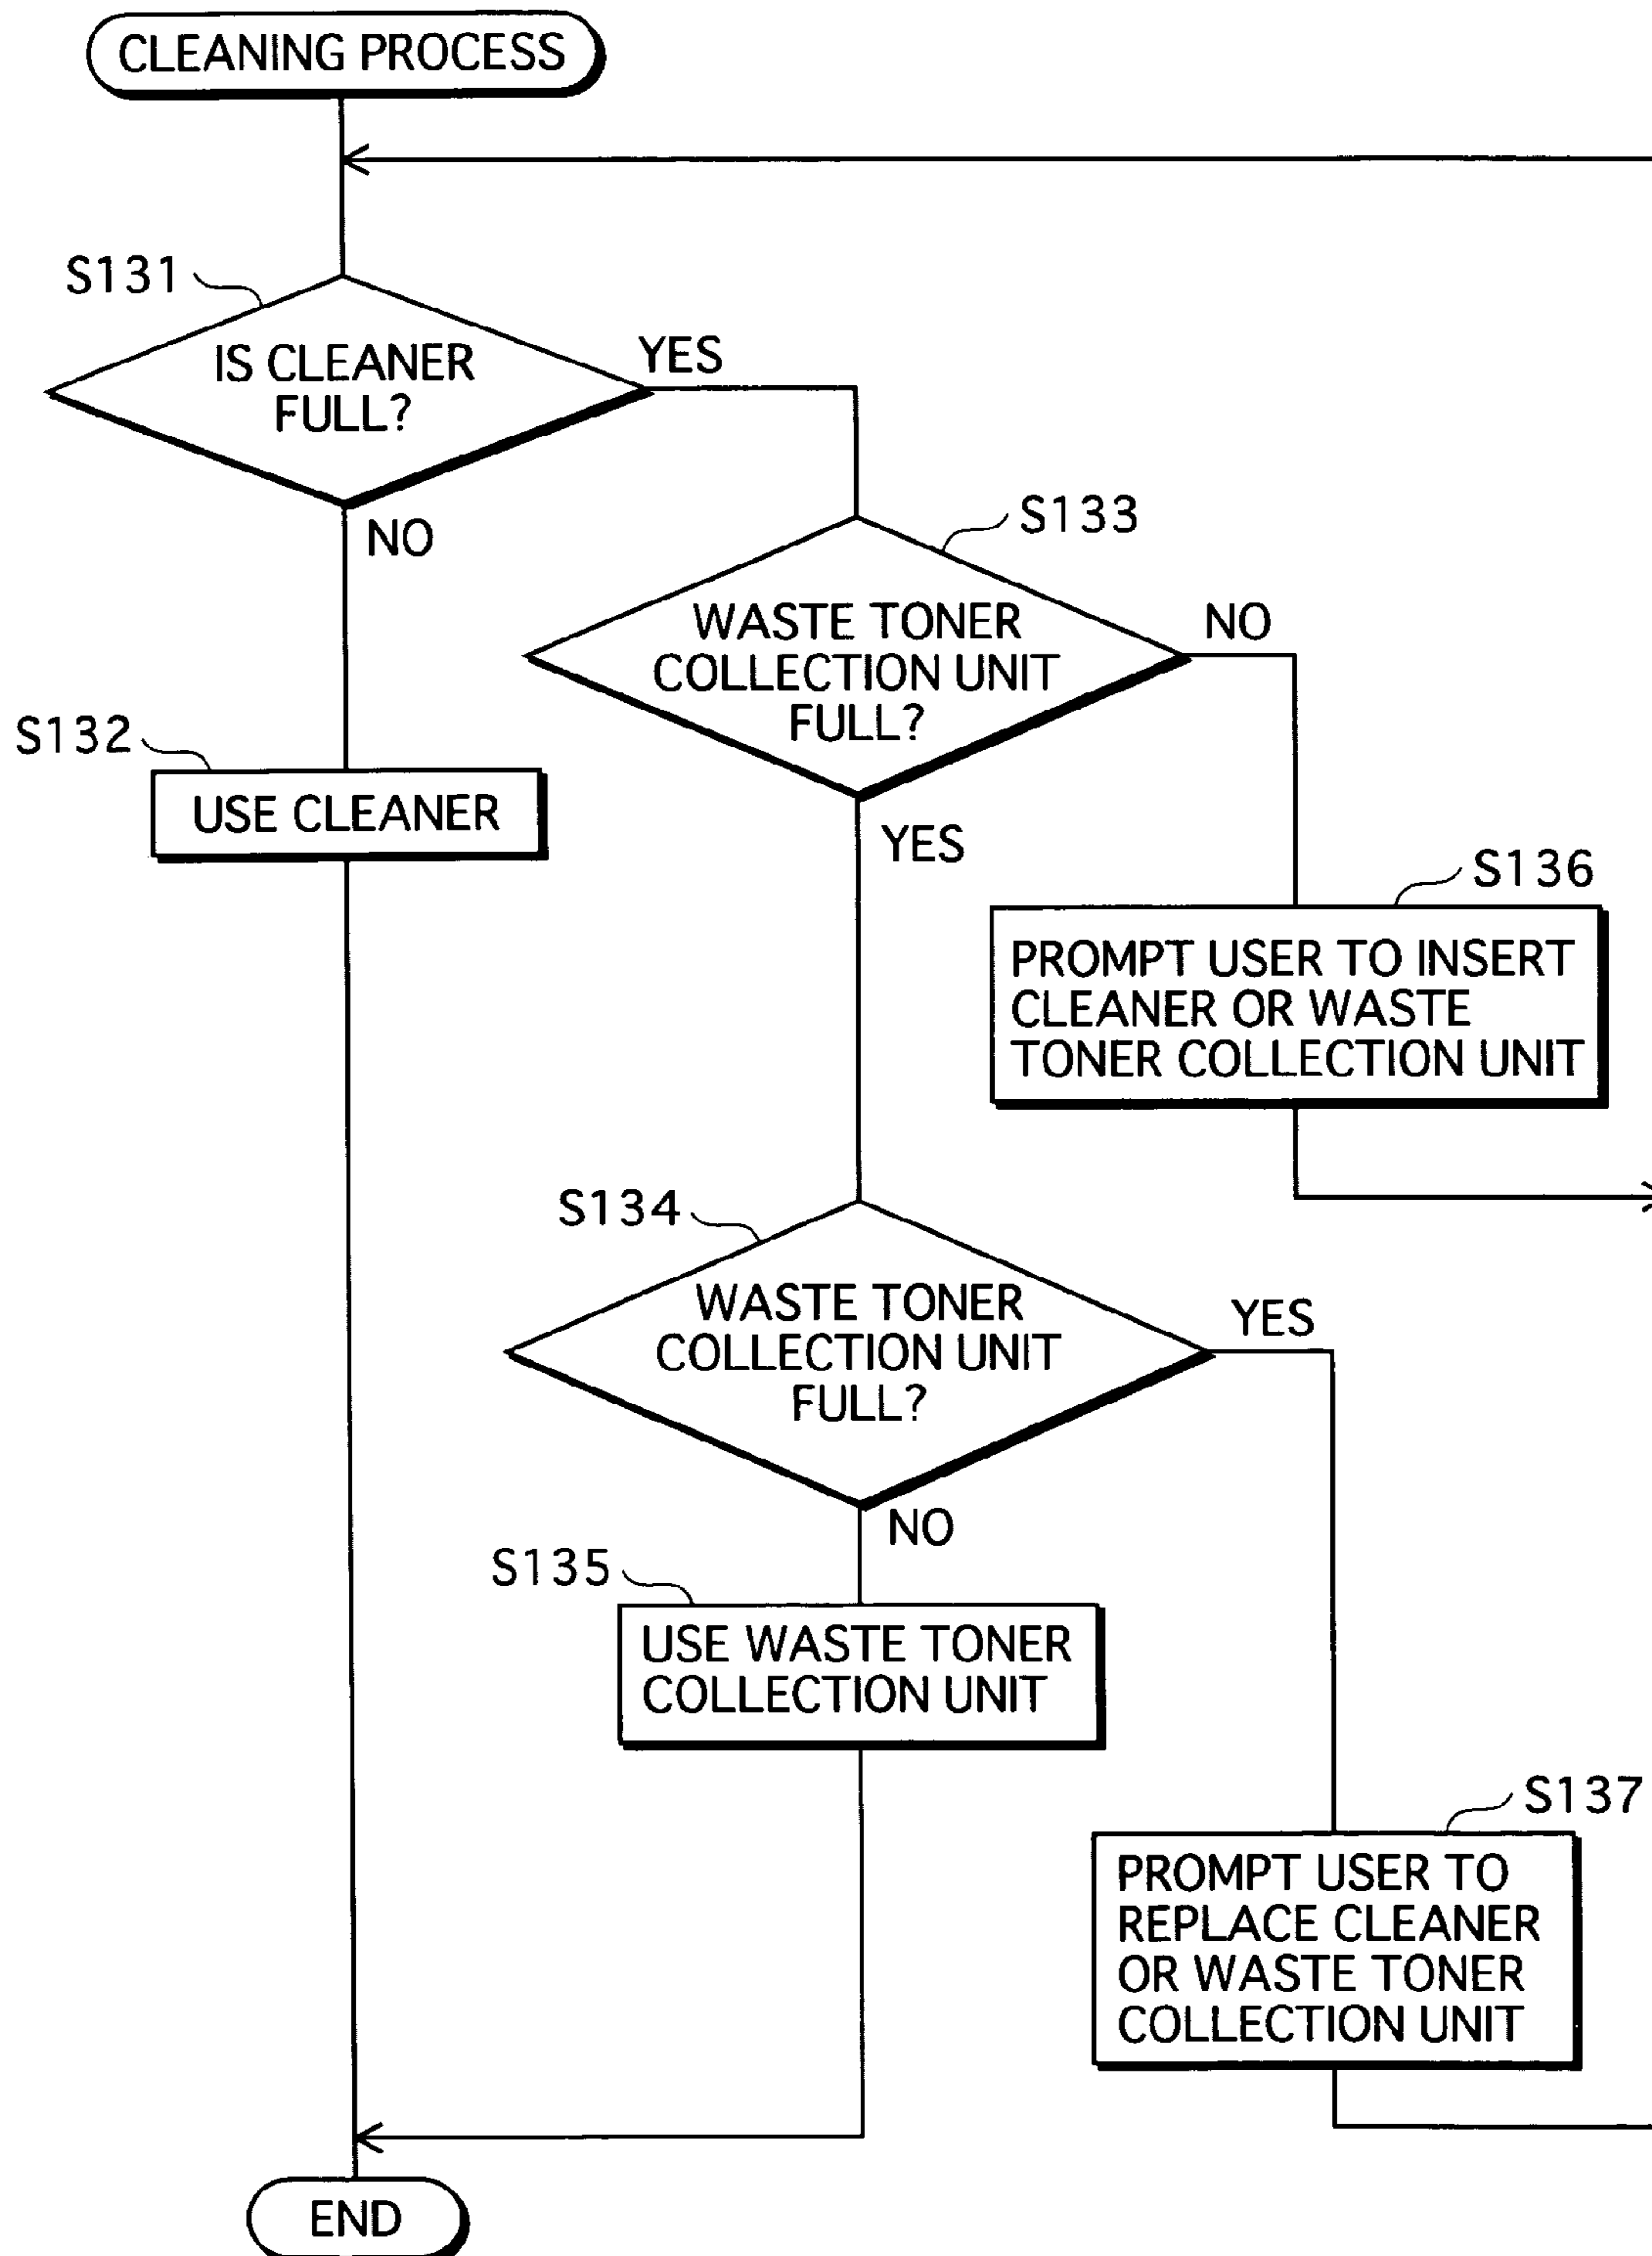 CLEANING PROCESS
S131
IS CLEANER
FULL?
YES
NO
S133
WASTE TONER
COLLECTION UNIT
FULL?
NO
YES
S132
USE CLEANER
S136
PROMPT USER TO INSERT
CLEANER OR WASTE
TONER COLLECTION UNIT
S134
WASTE TONER
COLLECTION UNIT
FULL?
YES
NO
S135
USE WASTE TONER
COLLECTION UNIT
S137
PROMPT USER TO
REPLACE CLEANER
OR WASTE TONER
COLLECTION UNIT
END